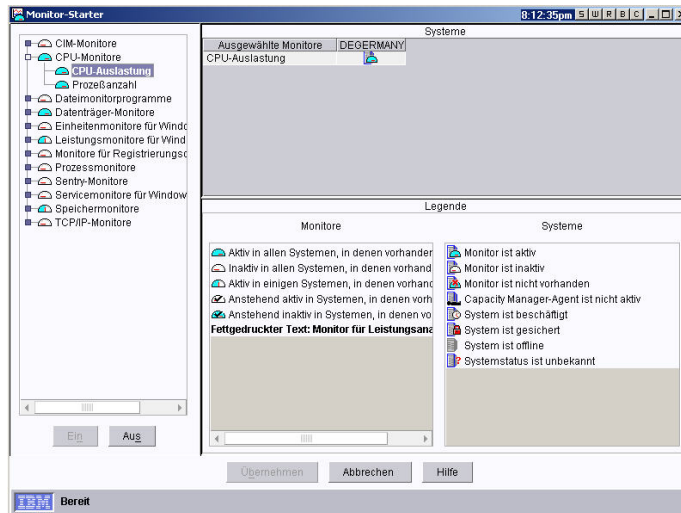 Monitor-Starter
8:12:35pm S W R B C
CIM-Monitore
CPU-Monitore
CPU-Auslastung
Prozeßanzahl
Dateimonitorprogramme
Datenträger-Monitore
Einheitenmonitore für Windo
Leistungsmonitore für Wind
Monitore für Registrierungsd
Prozessmonitore
Sentry-Monitore
Servicemonitore für Window
Speichermonitore
TCP/IP-Monitore
Ein
Aus
Systeme
Ausgewählte Monitore DEGERMANY
CPU-Auslastung
Legende
Monitore
Aktiv in allen Systemen, in denen vorhanden
Inaktiv in allen Systemen, in denen vorhand
Aktiv in einigen Systemen, in denen vorhand
Anstehend aktiv in Systemen, in denen vorh
Anstehend inaktiv in Systemen, in denen vo
Fettgedruckter Text: Monitor für Leistungsana
Systeme
Monitor ist aktiv
Monitor ist inaktiv
Monitor ist nicht vorhanden
Capacity Manager-Agent ist nicht aktiv
System ist beschäftigt
System ist gesichert
System ist offline
Systemstatus ist unbekannt
Übernehmen
Abbrechen
Hilfe
IBM Bereit